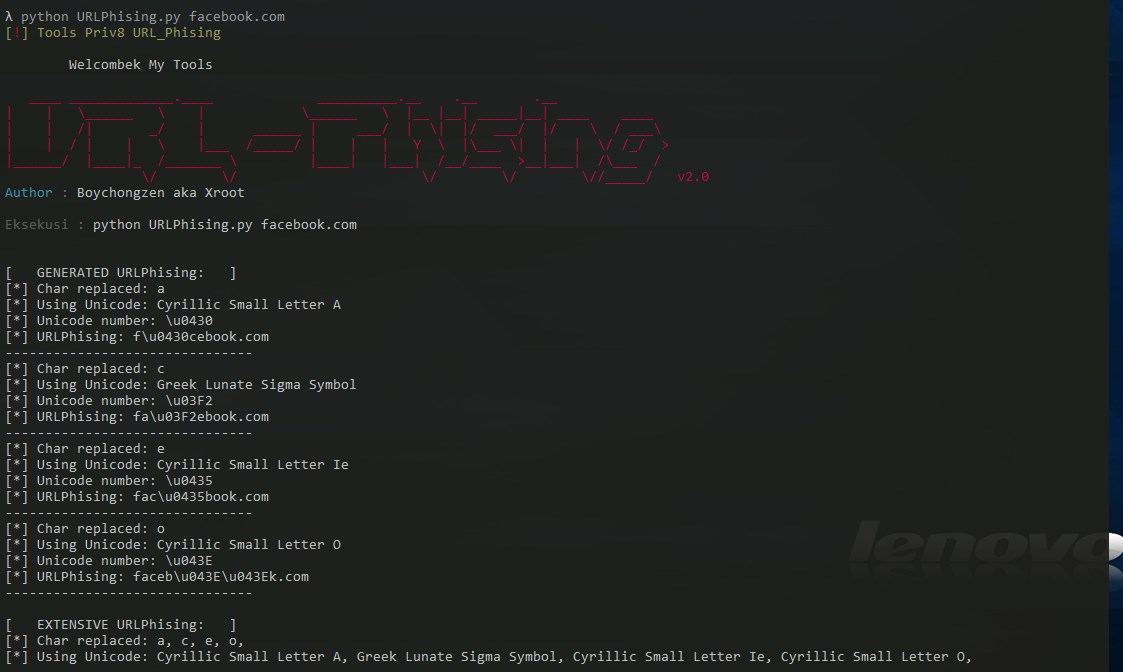 λ python URLPhising.py facebook.com
[!] Tools Priv8 URL_Phising
Welcombek My Tools
URL-Phising
v2.0
Author : Boychongzen aka Xroot
Eksekusi : python URLPhising.py facebook.com
[   GENERATED URLPhising:   ]
[*] Char replaced: a
[*] Using Unicode: Cyrillic Small Letter A
[*] Unicode number: \u0430
[*] URLPhising: f\u0430cebook.com
-------------------------------
[*] Char replaced: c
[*] Using Unicode: Greek Lunate Sigma Symbol
[*] Unicode number: \u03F2
[*] URLPhising: fa\u03F2ebook.com
-------------------------------
[*] Char replaced: e
[*] Using Unicode: Cyrillic Small Letter Ie
[*] Unicode number: \u0435
[*] URLPhising: fac\u0435book.com
-------------------------------
[*] Char replaced: o
[*] Using Unicode: Cyrillic Small Letter O
[*] Unicode number: \u043E
[*] URLPhising: faceb\u043E\u043Ek.com
-------------------------------
lenovo
[   EXTENSIVE URLPhising:   ]
[*] Char replaced: a, c, e, o,
[*] Using Unicode: Cyrillic Small Letter A, Greek Lunate Sigma Symbol, Cyrillic Small Letter Ie, Cyrillic Small Letter O,